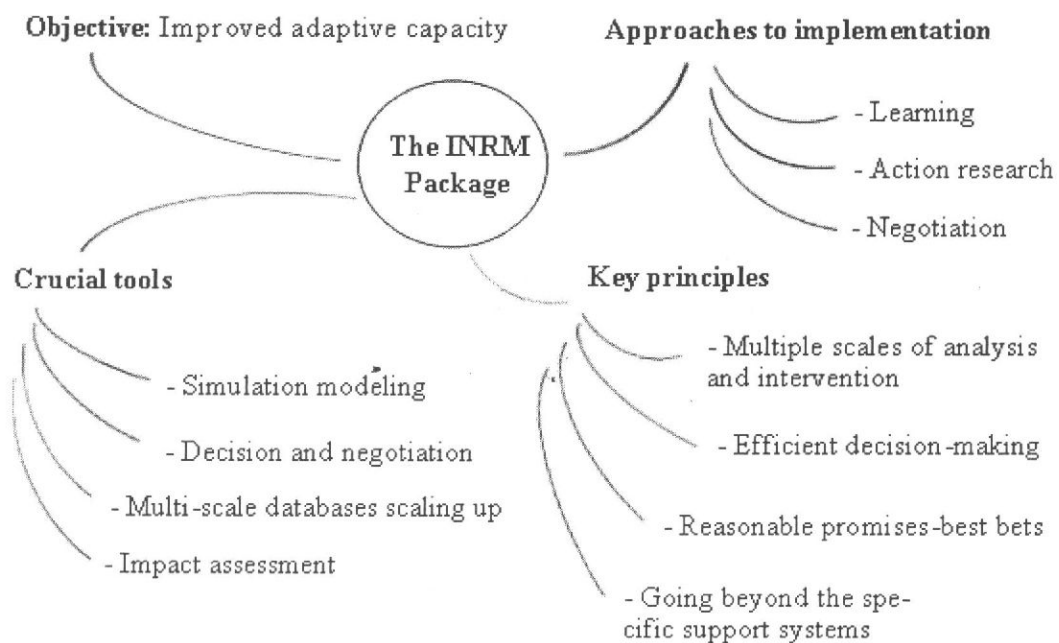 Objective: Improved adaptive capacity
Approaches to implementation
- Learning
- Action research
- Negotiation
The INRM
Package
Crucial tools
- Simulation modeling
- Decision and negotiation
- Multi-scale databases scaling up
- Impact assessment
Key principles
- Multiple scales of analysis
and intervention
- Efficient decision-making
- Reasonable promises-best bets
- Going beyond the spe-
cific support systems